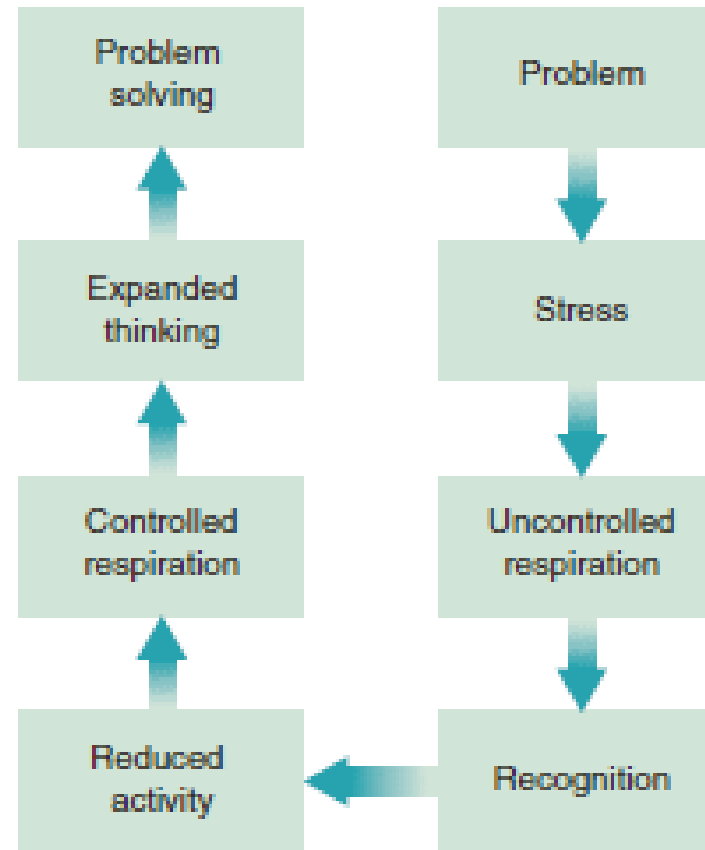 Problem
solving
Problem
Expanded
thinking
Stress
Controlled
respiration
Uncontrolled
respiration
Reduced
activity
Recognition